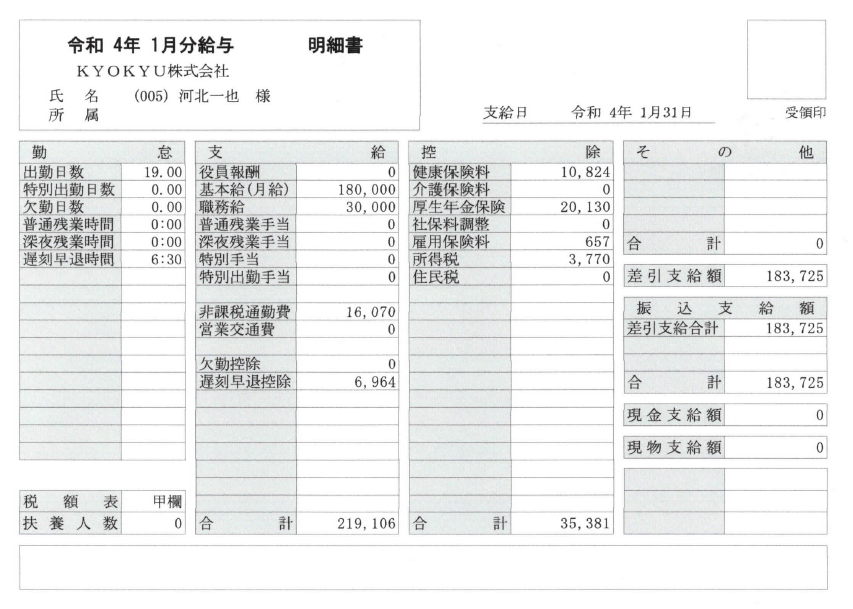 令和 4年 1月分給与 明細書
KYOKYU株式会社
氏 名 (005) 河北一也 様
所 属
支給日 令和 4年 1月31日 受領印
勤 怠
出勤日数 19.00
特別出勤日数 0.00
欠勤日数 0.00
普通残業時間 0:00
深夜残業時間 0:00
遅刻早退時間 6:30
税 額 表 甲欄
扶 養 人 数 0
支 給
役員報酬 0
基本給(月給) 180,000
職務給 30,000
普通残業手当 0
深夜残業手当 0
特別手当 0
特別出勤手当 0
非課税通勤費 16,070
営業交通費 0
欠勤控除 0
遅刻早退控除 6,964
合 計 219,106
控 除
健康保険料 10,824
介護保険料 0
厚生年金保険 20,130
社保料調整 0
雇用保険料 657
所得税 3,770
住民税 0
合 計 35,381
そ の 他
合 計 0
差引支給額 183,725
振 込 支 給 額
差引支給合計 183,725
合 計 183,725
現金支給額 0
現物支給額 0